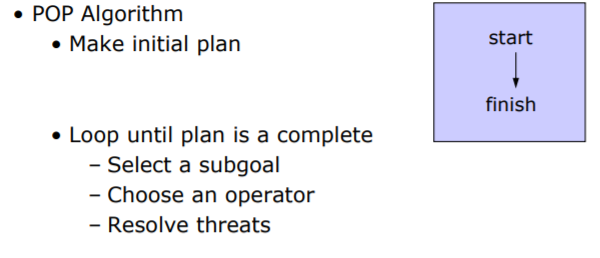 • POP Algorithm
• Make initial plan
start
finish
• Loop until plan is a complete
– Select a subgoal
– Choose an operator
– Resolve threats